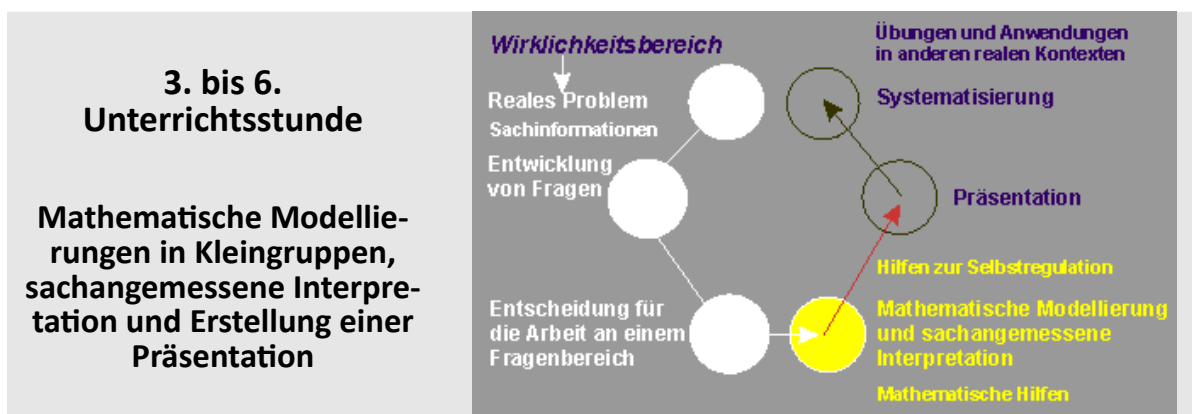 3. bis 6.
Unterrichtsstunde
Mathematische Modellie-
rungen in Kleingruppen,
sachangemessene Interpre-
tation und Erstellung einer
Präsentation
Wirklichkeitsbereich
Reales Problem
Sachinformationen
Entwicklung
von Fragen
Entscheidung für
die Arbeit an einem
Fragenbereich
Übungen und Anwendungen
in anderen realen Kontexten
Systematisierung
Präsentation
Hilfen zur Selbstregulation
Mathematische Modellierung
und sachangemessene
Interpretation
Mathematische Hilfen